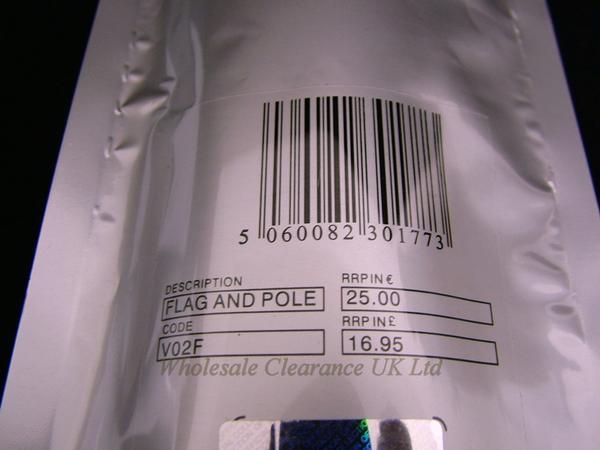 5 060082 301773
DESCRIPTION
FLAG AND POLE
RRP IN €
25.00
CODE
V02F
RRP IN £
16.95
Wholesale Clearance UK Ltd